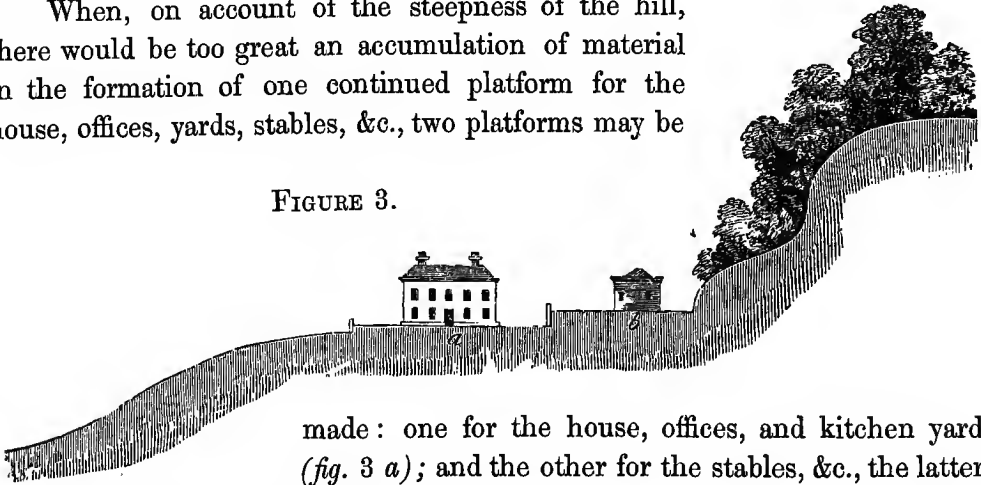 When, on account of the steepness of the hill,
here would be too great an accumulation of material
n the formation of one continued platform for the
ouse, offices, yards, stables, &c., two platforms may be
FIGURE 3.
a
b
made: one for the house, offices, and kitchen yard
(fig. 3 a); and the other for the stables, &c., the latter